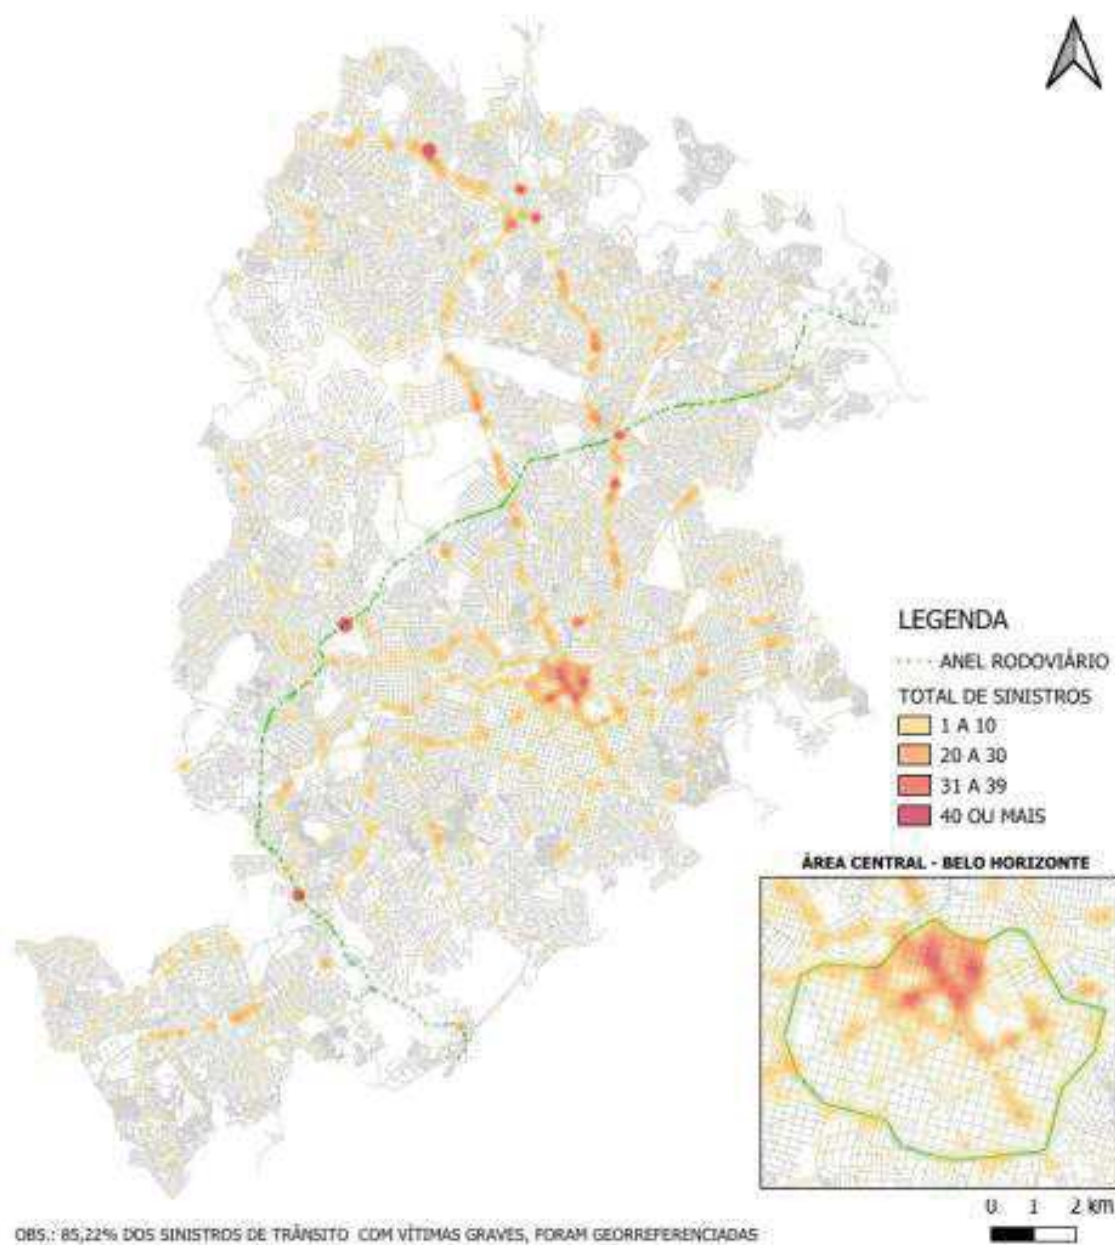 LEGENDA
ANEL RODOVIÁRIO
TOTAL DE SINISTROS
1 A 10
20 A 30
31 A 39
40 OU MAIS
ÁREA CENTRAL - BELO HORIZONTE
0 1 2 km
OBS.: 85,22% DOS SINISTROS DE TRÂNSITO COM VÍTIMAS GRAVES, FORAM GEORREFERENCIADAS